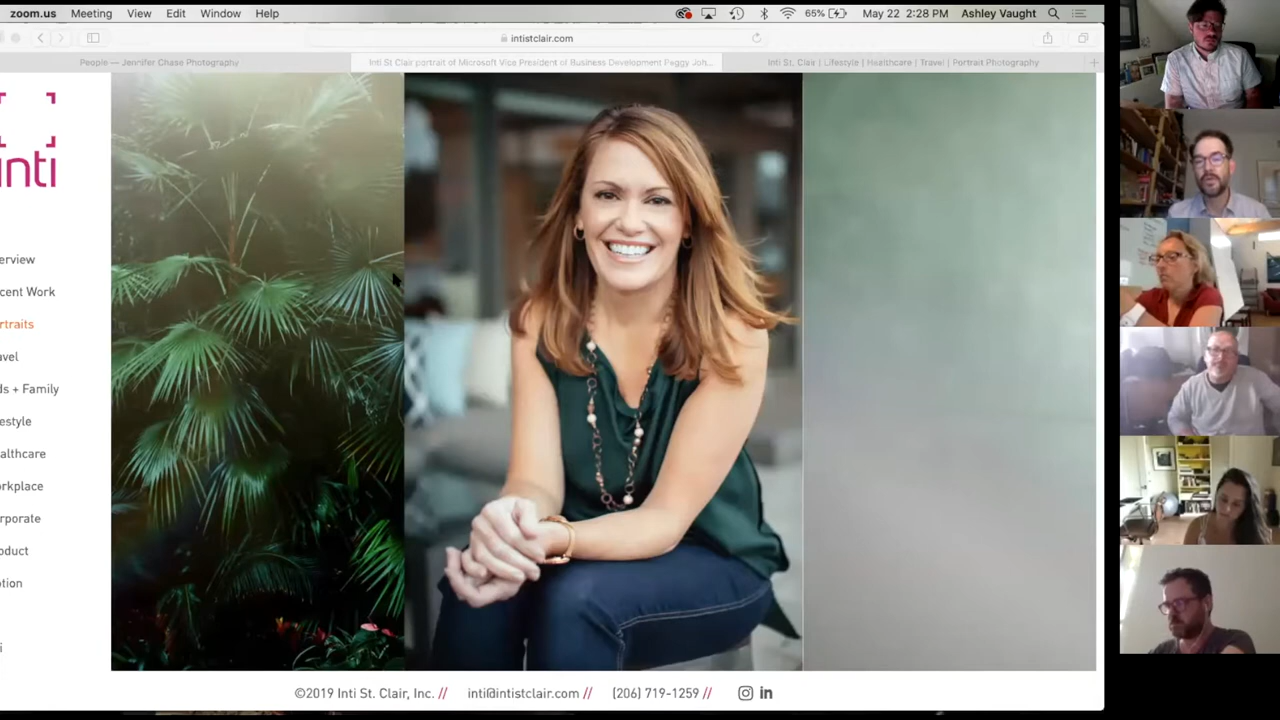 zoom.us Meeting View Edit Window Help 65% May 22 2:28 PM Ashley Vaught
intistclair.com
People — Jennifer Chase Photography Inti St Clair portrait of Microsoft Vice President of Business Development Peggy Joh... Inti St. Clair | Lifestyle | Healthcare | Travel | Portrait Photography
inti
erview
cent Work
rtraits
avel
ds + Family
estyle
althcare
orkplace
rporate
oduct
otion
i
©2019 Inti St. Clair, Inc. // inti@intistclair.com // (206) 719-1259 // in